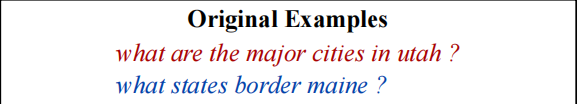 Original Examples
what are the major cities in utah ?
what states border maine ?